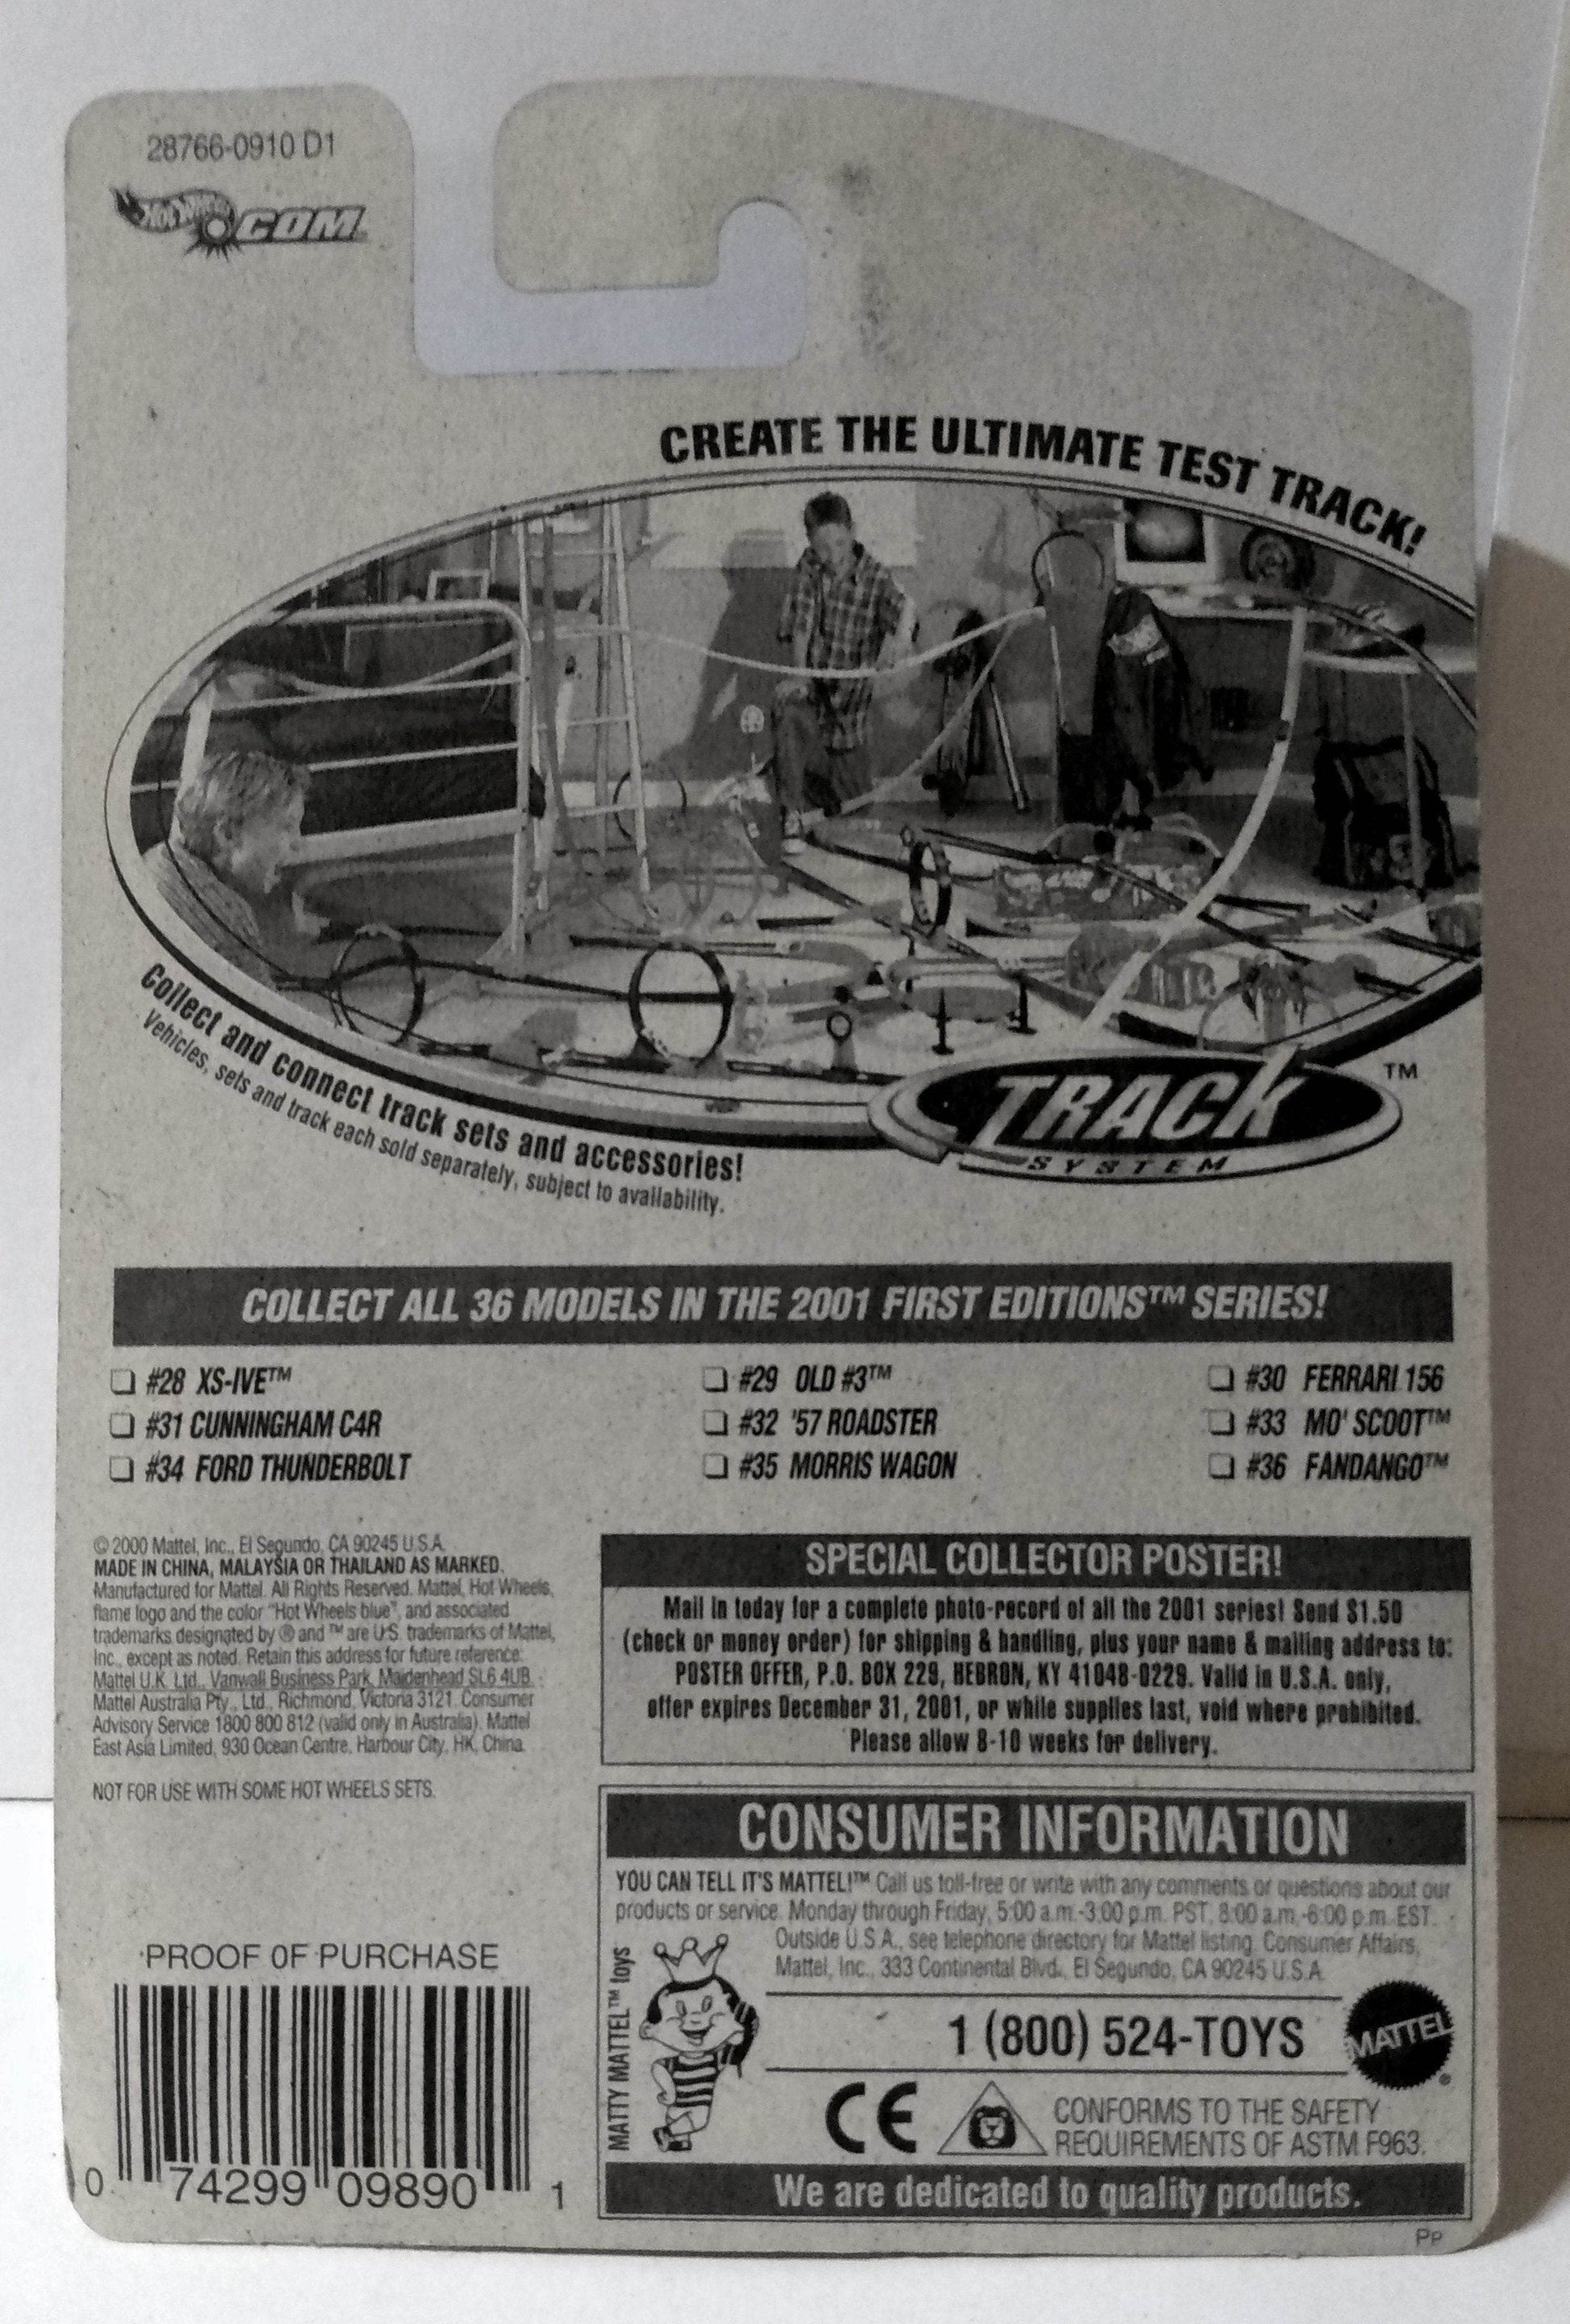 28766-0910 D1
Hot Wheels .COM
CREATE THE ULTIMATE TEST TRACK!
Collect and connect track sets and accessories!
Vehicles, sets and track each sold separately, subject to availability.
TRACK ™
SYSTEM
COLLECT ALL 36 MODELS IN THE 2001 FIRST EDITIONS™ SERIES!
#28 XS-IVE™ #29 OLD #3™ #30 FERRARI 156
#31 CUNNINGHAM C4R #32 '57 ROADSTER #33 MO' SCOOT™
#34 FORD THUNDERBOLT #35 MORRIS WAGON #36 FANDANGO™
© 2000 Mattel, Inc., El Segundo, CA 90245 U.S.A.
MADE IN CHINA, MALAYSIA OR THAILAND AS MARKED.
Manufactured for Mattel. All Rights Reserved. Mattel, Hot Wheels,
flame logo and the color "Hot Wheels blue", and associated
trademarks designated by ® and ™ are U.S. trademarks of Mattel,
Inc., except as noted. Retain this address for future reference:
Mattel U.K. Ltd., Vanwall Business Park, Maidenhead SL6 4UB.
Mattel Australia Pty., Ltd., Richmond, Victoria 3121. Consumer
Advisory Service 1800 800 812 (valid only in Australia). Mattel
East Asia Limited, 930 Ocean Centre, Harbour City, HK, China.
NOT FOR USE WITH SOME HOT WHEELS SETS.
SPECIAL COLLECTOR POSTER!
Mail in today for a complete photo-record of all the 2001 series! Send $1.50
(check or money order) for shipping & handling, plus your name & mailing address to:
POSTER OFFER, P.O. BOX 229, HEBRON, KY 41048-0229. Valid in U.S.A. only,
offer expires December 31, 2001, or while supplies last, void where prohibited.
Please allow 8-10 weeks for delivery.
CONSUMER INFORMATION
YOU CAN TELL IT'S MATTEL!™ Call us toll-free or write with any comments or questions about our
products or service. Monday through Friday, 5:00 a.m.-3:00 p.m. PST, 8:00 a.m.-6:00 p.m. EST.
Outside U.S.A., see telephone directory for Mattel listing. Consumer Affairs,
Mattel, Inc., 333 Continental Blvd., El Segundo, CA 90245 U.S.A.
MATTY MATTEL™ toys
1 (800) 524-TOYS
MATTEL ®
CE
CONFORMS TO THE SAFETY
REQUIREMENTS OF ASTM F963.
We are dedicated to quality products.
PROOF OF PURCHASE
0 74299 09890 1
PP